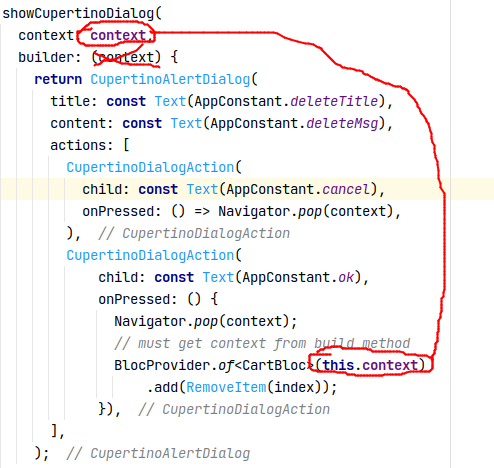 showCupertinoDialog(
context: context,
builder: (context) {
return CupertinoAlertDialog(
title: const Text(AppConstant.deleteTitle),
content: const Text(AppConstant.deleteMsg),
actions: [
CupertinoDialogAction(
child: const Text(AppConstant.cancel),
onPressed: () => Navigator.pop(context),
),  // CupertinoDialogAction
CupertinoDialogAction(
child: const Text(AppConstant.ok),
onPressed: () {
Navigator.pop(context);
// must get context from build method
BlocProvider.of<CartBloc>(this.context)
.add(RemoveItem(index));
}),  // CupertinoDialogAction
],
);  // CupertinoAlertDialog